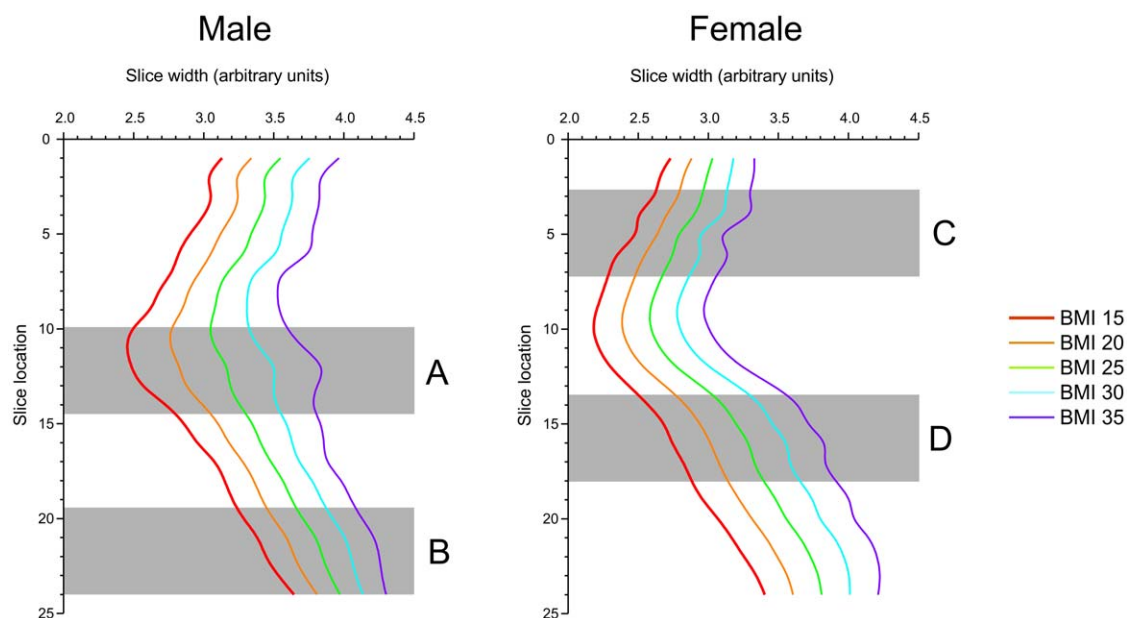 Male
Slice width (arbitrary units)
2.0 2.5 3.0 3.5 4.0 4.5
0
5
10
15
20
25
Slice location
A
B
Female
Slice width (arbitrary units)
2.0 2.5 3.0 3.5 4.0 4.5
0
5
10
15
20
25
Slice location
C
D
BMI 15
BMI 20
BMI 25
BMI 30
BMI 35